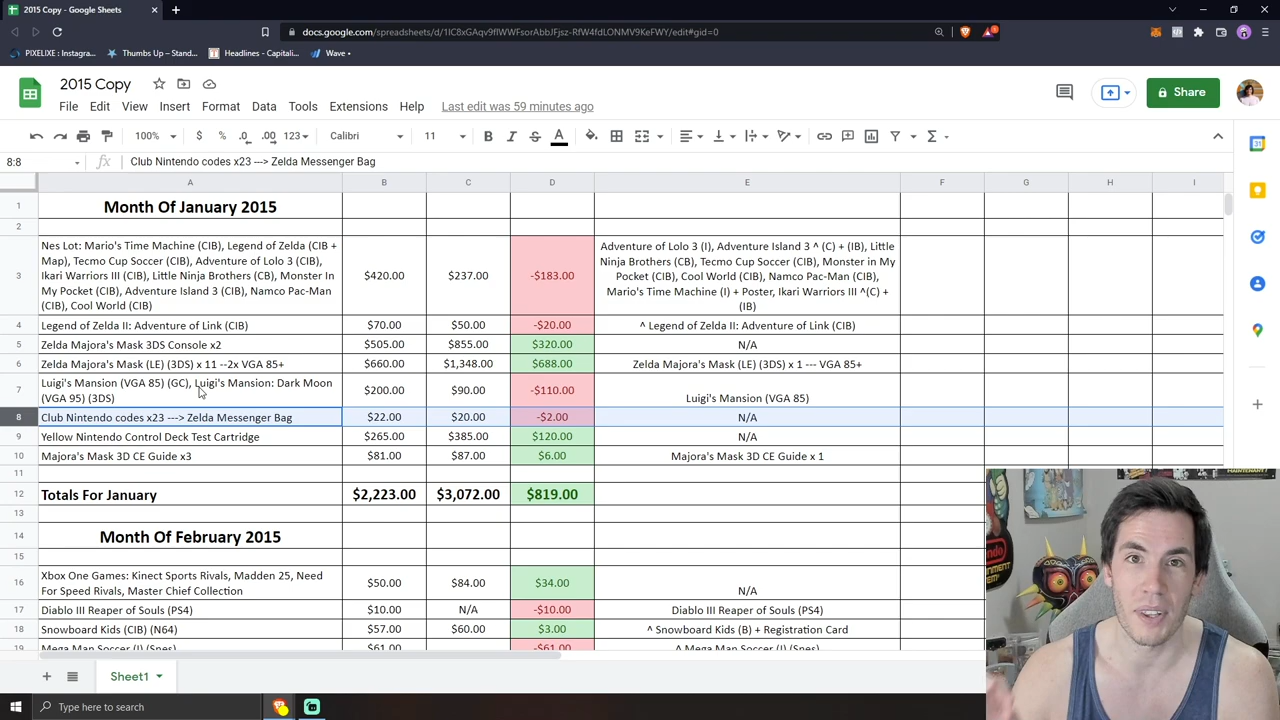 2015 Copy - Google Sheets
docs.google.com/spreadsheets/d/1IC8xGAqv9flWWFsorAbbJFjsz-RfW4fdLONMV9KeFWY/edit#gid=0
PIXELIXE : Instagra... Thumbs Up – Stand... Headlines - Capitali... Wave •
2015 Copy
File Edit View Insert Format Data Tools Extensions Help Last edit was 59 minutes ago
Share
100% $ % .0 .00 123 Calibri 11
8:8 fx Club Nintendo codes x23 ---> Zelda Messenger Bag
A B C D E F G H I
1 Month Of January 2015
2
3 Nes Lot: Mario's Time Machine (CIB), Legend of Zelda (CIB +
Map), Tecmo Cup Soccer (CIB), Adventure of Lolo 3 (CIB),
Ikari Warriors III (CIB), Little Ninja Brothers (CB), Monster In
My Pocket (CIB), Adventure Island 3 (CIB), Namco Pac-Man
(CIB), Cool World (CIB)
$420.00 $237.00 -$183.00
Adventure of Lolo 3 (I), Adventure Island 3 ^ (C) + (IB), Little
Ninja Brothers (CB), Tecmo Cup Soccer (CIB), Monster in My
Pocket (CIB), Cool World (CIB), Namco Pac-Man (CIB),
Mario's Time Machine (I) + Poster, Ikari Warriors III ^(C) +
(IB)
4 Legend of Zelda II: Adventure of Link (CIB) $70.00 $50.00 -$20.00 ^ Legend of Zelda II: Adventure of Link (CIB)
5 Zelda Majora's Mask 3DS Console x2 $505.00 $855.00 $320.00 N/A
6 Zelda Majora's Mask (LE) (3DS) x 11 --2x VGA 85+ $660.00 $1,348.00 $688.00 Zelda Majora's Mask (LE) (3DS) x 1 --- VGA 85+
7 Luigi's Mansion (VGA 85) (GC), Luigi's Mansion: Dark Moon
(VGA 95) (3DS)
$200.00 $90.00 -$110.00 Luigi's Mansion (VGA 85)
8 Club Nintendo codes x23 ---> Zelda Messenger Bag $22.00 $20.00 -$2.00 N/A
9 Yellow Nintendo Control Deck Test Cartridge $265.00 $385.00 $120.00 N/A
10 Majora's Mask 3D CE Guide x3 $81.00 $87.00 $6.00 Majora's Mask 3D CE Guide x 1
11
12 Totals For January $2,223.00 $3,072.00 $819.00
13
14 Month Of February 2015
15
16 Xbox One Games: Kinect Sports Rivals, Madden 25, Need
For Speed Rivals, Master Chief Collection
$50.00 $84.00 $34.00 N/A
17 Diablo III Reaper of Souls (PS4) $10.00 N/A -$10.00 Diablo III Reaper of Souls (PS4)
18 Snowboard Kids (CIB) (N64) $57.00 $60.00 $3.00 ^ Snowboard Kids (B) + Registration Card
19 Mega Man Soccer (I) (Snes) $61.00 -$61.00 ^ Mega Man Soccer (I) (Snes)
Sheet1
Type here to search